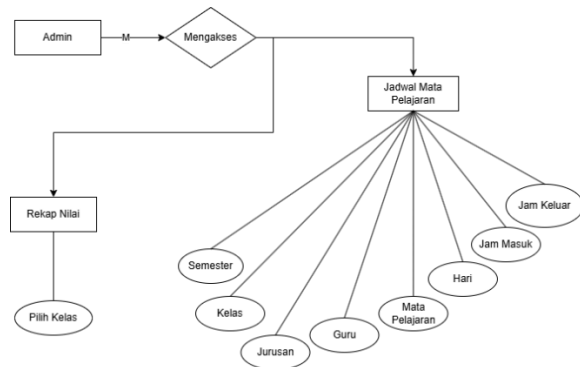 Admin
M
Mengakses
Jadwal Mata
Pelajaran
Rekap Nilai
Jam Keluar
Jam Masuk
Semester
Hari
Pilih Kelas
Kelas
Mata
Pelajaran
Guru
Jurusan